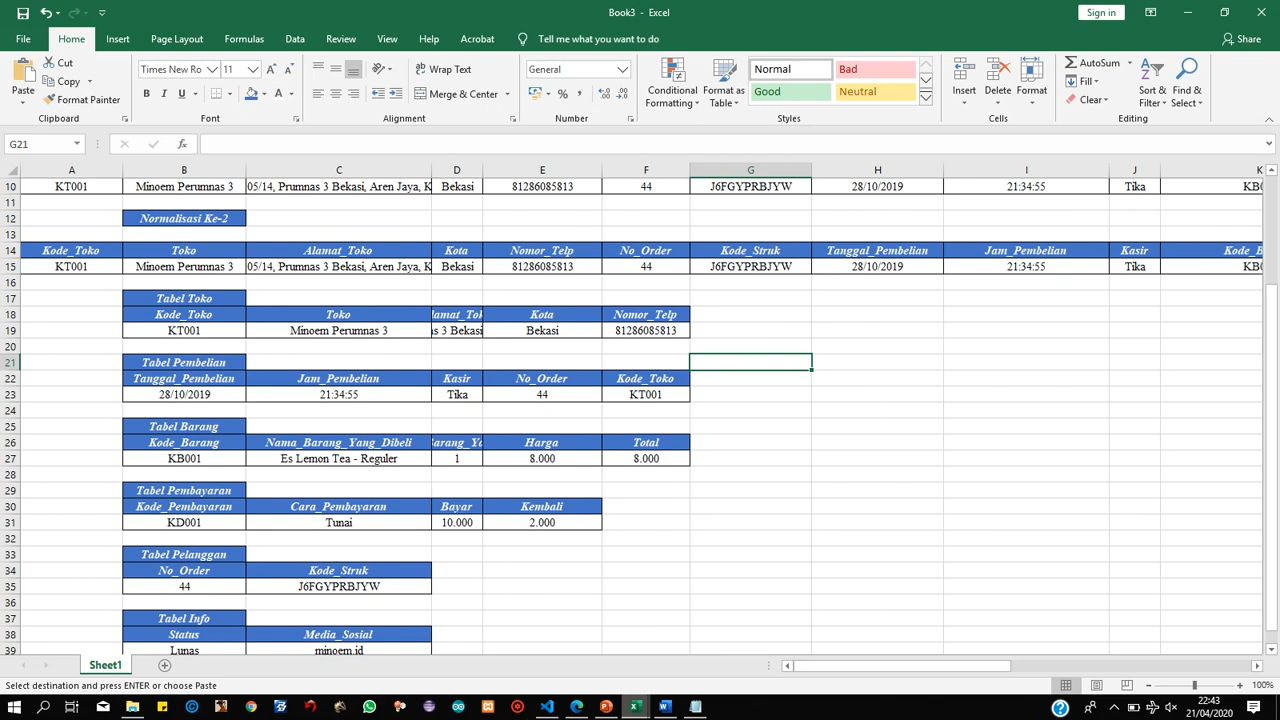 Book3 - Excel
Sign in
File Home Insert Page Layout Formulas Data Review View Help Acrobat Tell me what you want to do Share
Paste
Cut
Copy
Format Painter
Clipboard
Times New Ro 11
B I U
Font
Wrap Text
Merge & Center
Alignment
General
Number
Conditional Formatting
Format as Table
Normal Bad
Good Neutral
Styles
Insert Delete Format
Cells
AutoSum
Fill
Clear
Sort & Filter
Find & Select
Editing
G21 fx
A B C D E F G H I J K
10 KT001 Minoem Perumnas 3 05/14, Prumnas 3 Bekasi, Aren Jaya, K Bekasi 81286085813 44 J6FGYPRBJYW 28/10/2019 21:34:55 Tika KB0
11
12 Normalisasi Ke-2
13
14 Kode_Toko Toko Alamat_Toko Kota Nomor_Telp No_Order Kode_Struk Tanggal_Pembelian Jam_Pembelian Kasir Kode_B
15 KT001 Minoem Perumnas 3 05/14, Prumnas 3 Bekasi, Aren Jaya, K Bekasi 81286085813 44 J6FGYPRBJYW 28/10/2019 21:34:55 Tika KB0
16
17 Tabel Toko
18 Kode_Toko Toko lamat_Tok Kota Nomor_Telp
19 KT001 Minoem Perumnas 3 as 3 Bekasi Bekasi 81286085813
20
21 Tabel Pembelian
22 Tanggal_Pembelian Jam_Pembelian Kasir No_Order Kode_Toko
23 28/10/2019 21:34:55 Tika 44 KT001
24
25 Tabel Barang
26 Kode_Barang Nama_Barang_Yang_Dibeli Barang_Ya Harga Total
27 KB001 Es Lemon Tea - Reguler 1 8.000 8.000
28
29 Tabel Pembayaran
30 Kode_Pembayaran Cara_Pembayaran Bayar Kembali
31 KD001 Tunai 10.000 2.000
32
33 Tabel Pelanggan
34 No_Order Kode_Struk
35 44 J6FGYPRBJYW
36
37 Tabel Info
38 Status Media_Sosial
39 Lunas minoem.id
Sheet1
Select destination and press ENTER or choose Paste
100%
22:43
21/04/2020